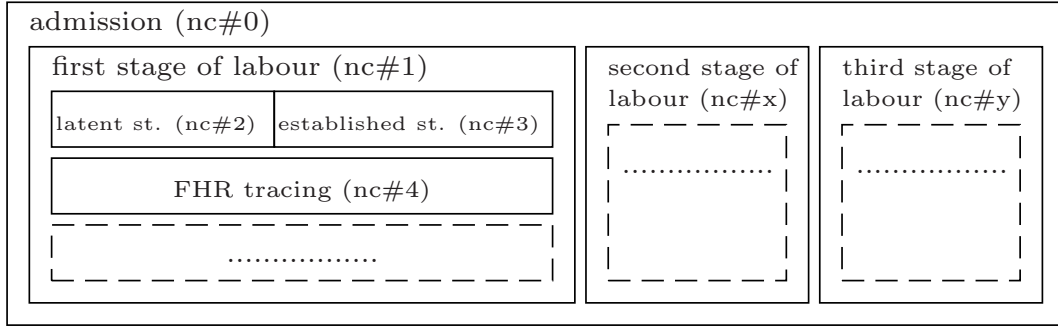 admission (nc#0)
first stage of labour (nc#1)
latent st. (nc#2)
established st. (nc#3)
FHR tracing (nc#4)
.................
second stage of
labour (nc#x)
.................
third stage of
labour (nc#y)
.................